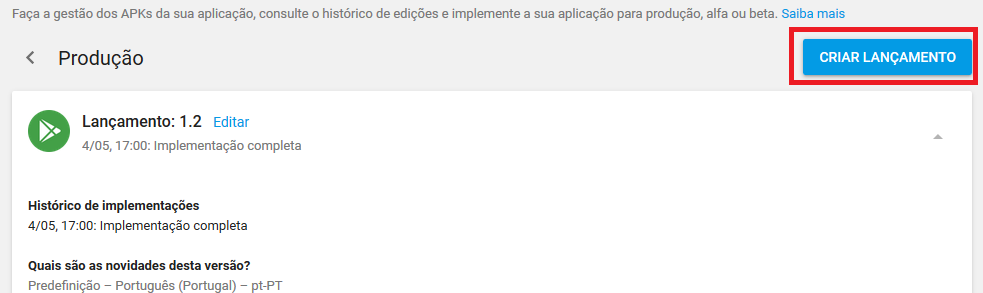 Faça a gestão dos APKs da sua aplicação, consulte o histórico de edições e implemente a sua aplicação para produção, alfa ou beta. Saiba mais
Produção
CRIAR LANÇAMENTO
Lançamento: 1.2 Editar
4/05, 17:00: Implementação completa
Histórico de implementações
4/05, 17:00: Implementação completa
Quais são as novidades desta versão?
Predefinição – Português (Portugal) – pt-PT